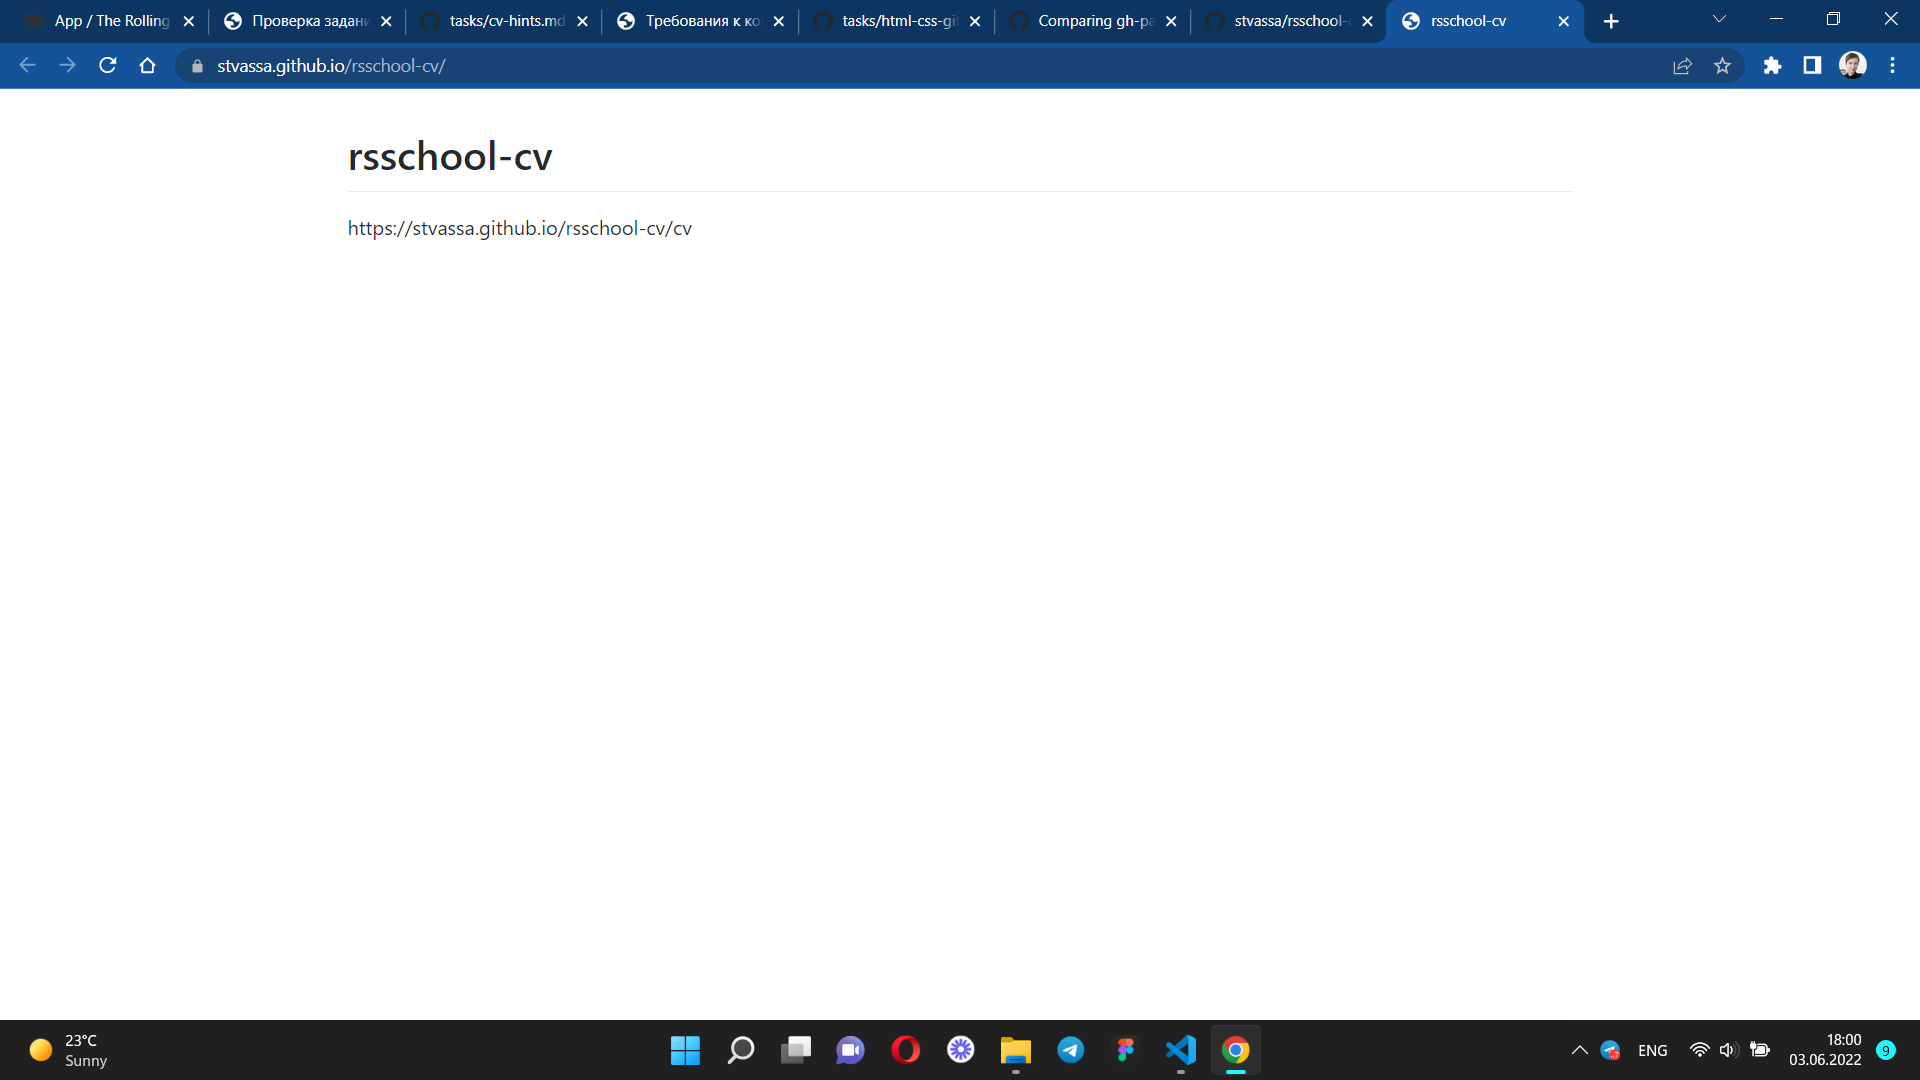 App / The Rolling
Проверка задани
tasks/cv-hints.md
Требования к ко
tasks/html-css-git
Comparing gh-pa
stvassa/rsschool-c
rsschool-cv
stvassa.github.io/rsschool-cv/
rsschool-cv
https://stvassa.github.io/rsschool-cv/cv
23°C
Sunny
ENG
18:00
03.06.2022
9